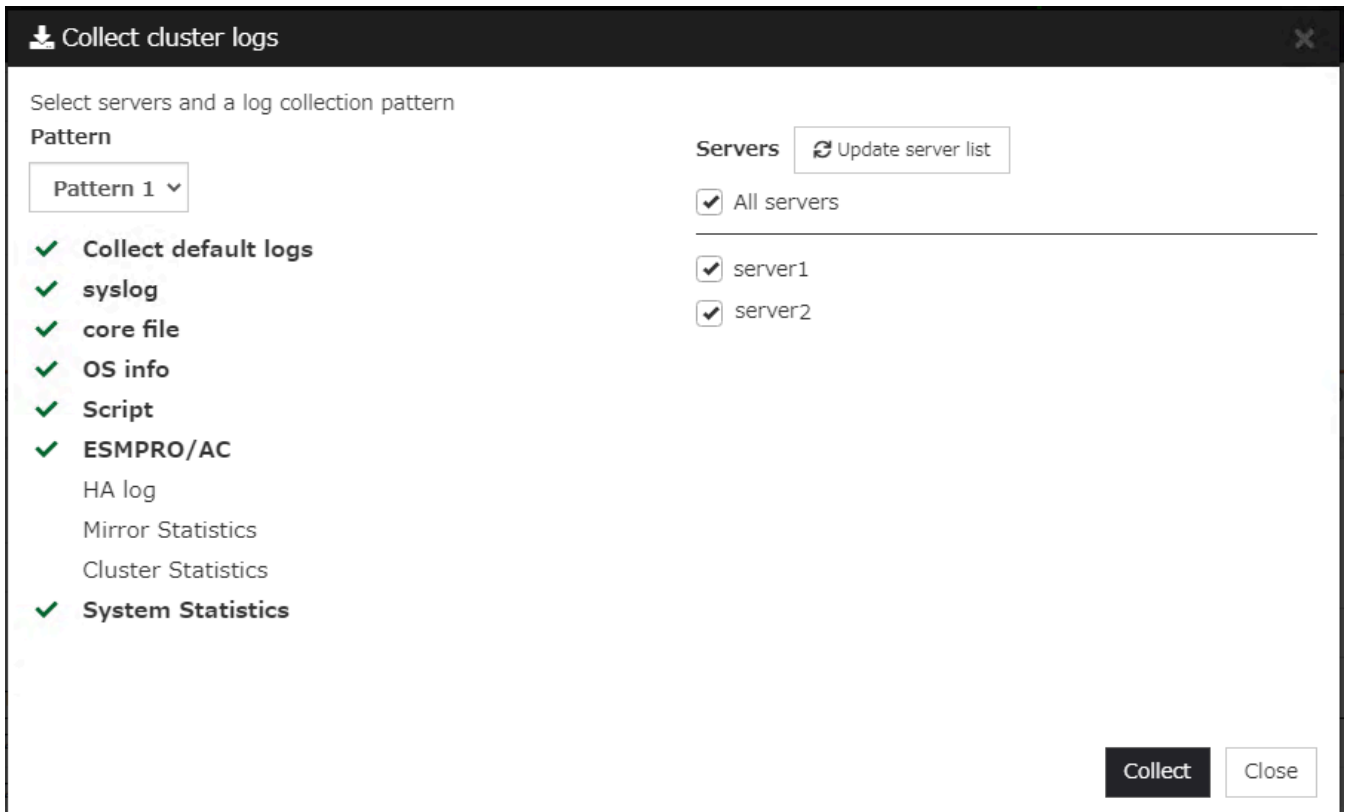 Collect cluster logs
Select servers and a log collection pattern
Pattern
Pattern 1
Collect default logs
syslog
core file
OS info
Script
ESMPRO/AC
HA log
Mirror Statistics
Cluster Statistics
System Statistics
Servers
Update server list
All servers
server1
server2
Collect
Close